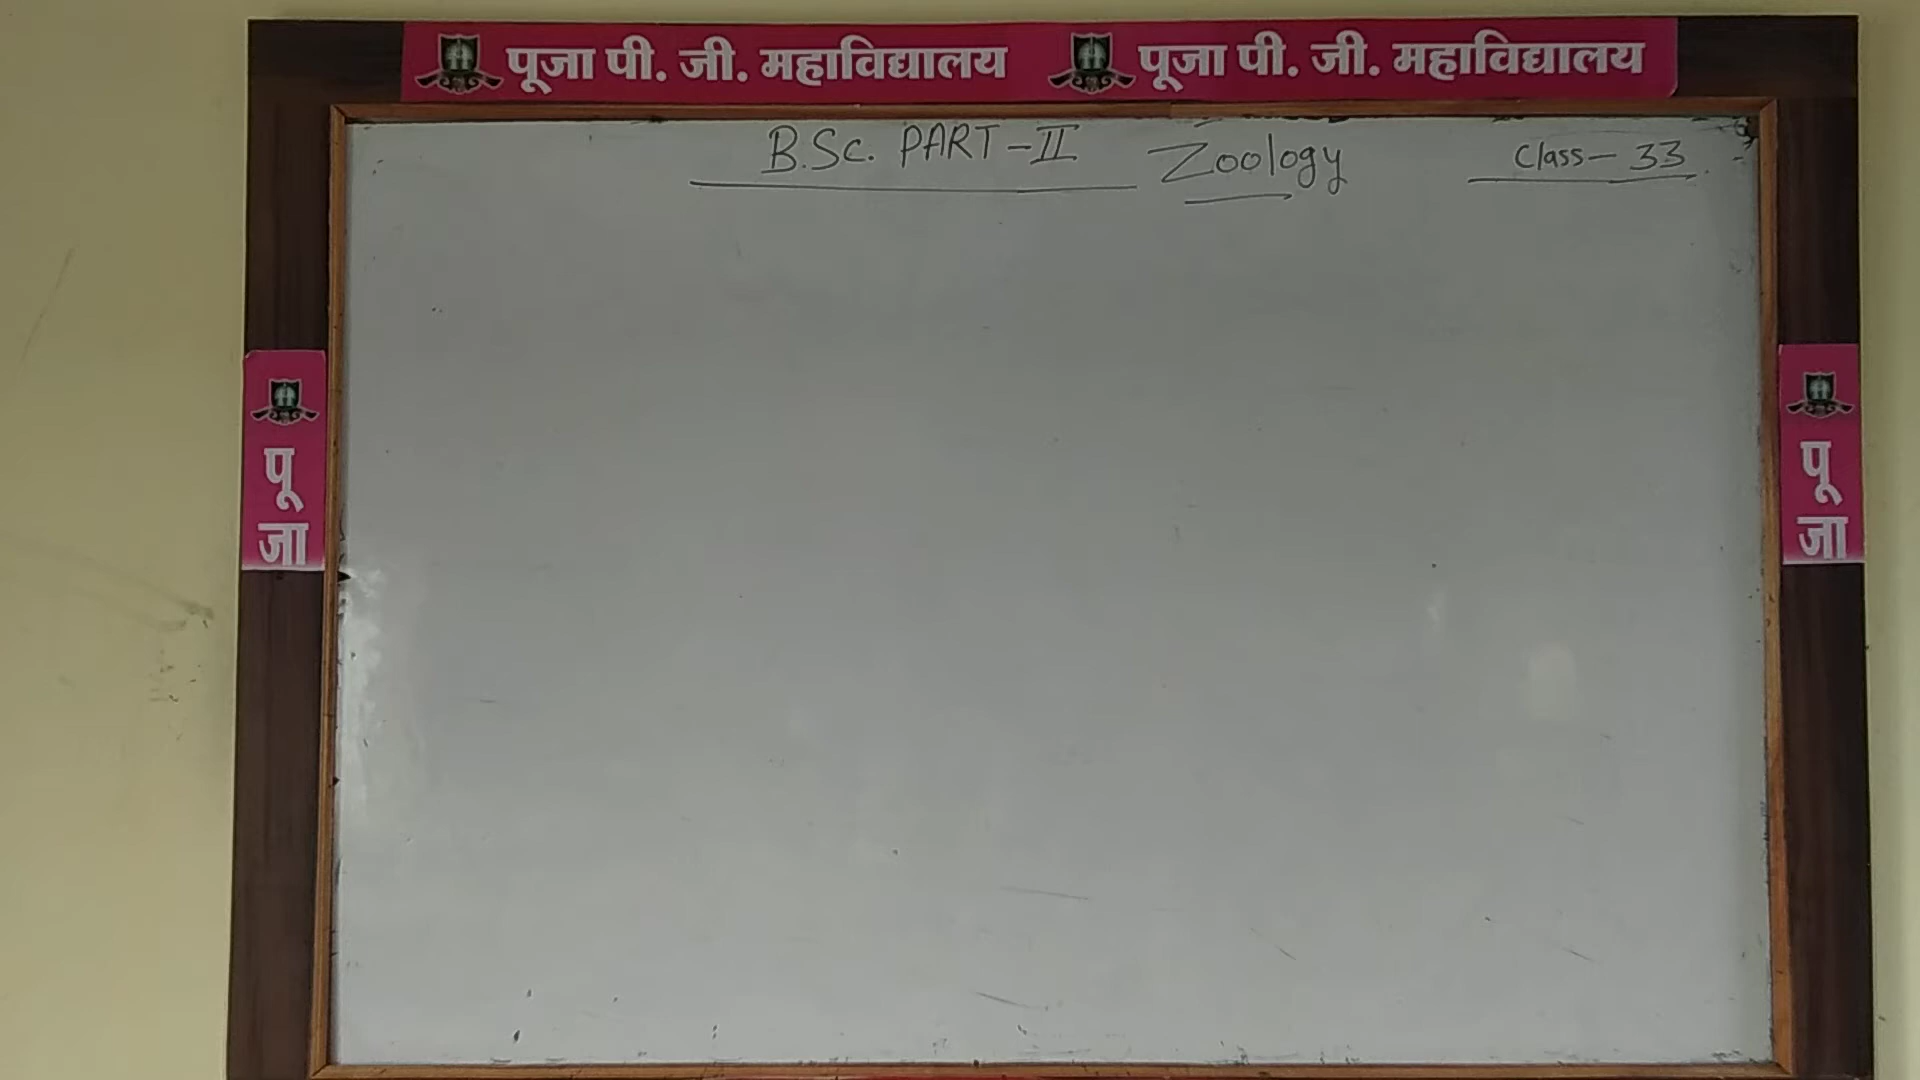 पूजा पी. जी. महाविद्यालय पूजा पी. जी. महाविद्यालय
B.Sc. PART-II Zoology Class-33
पू
जा
पू
जा